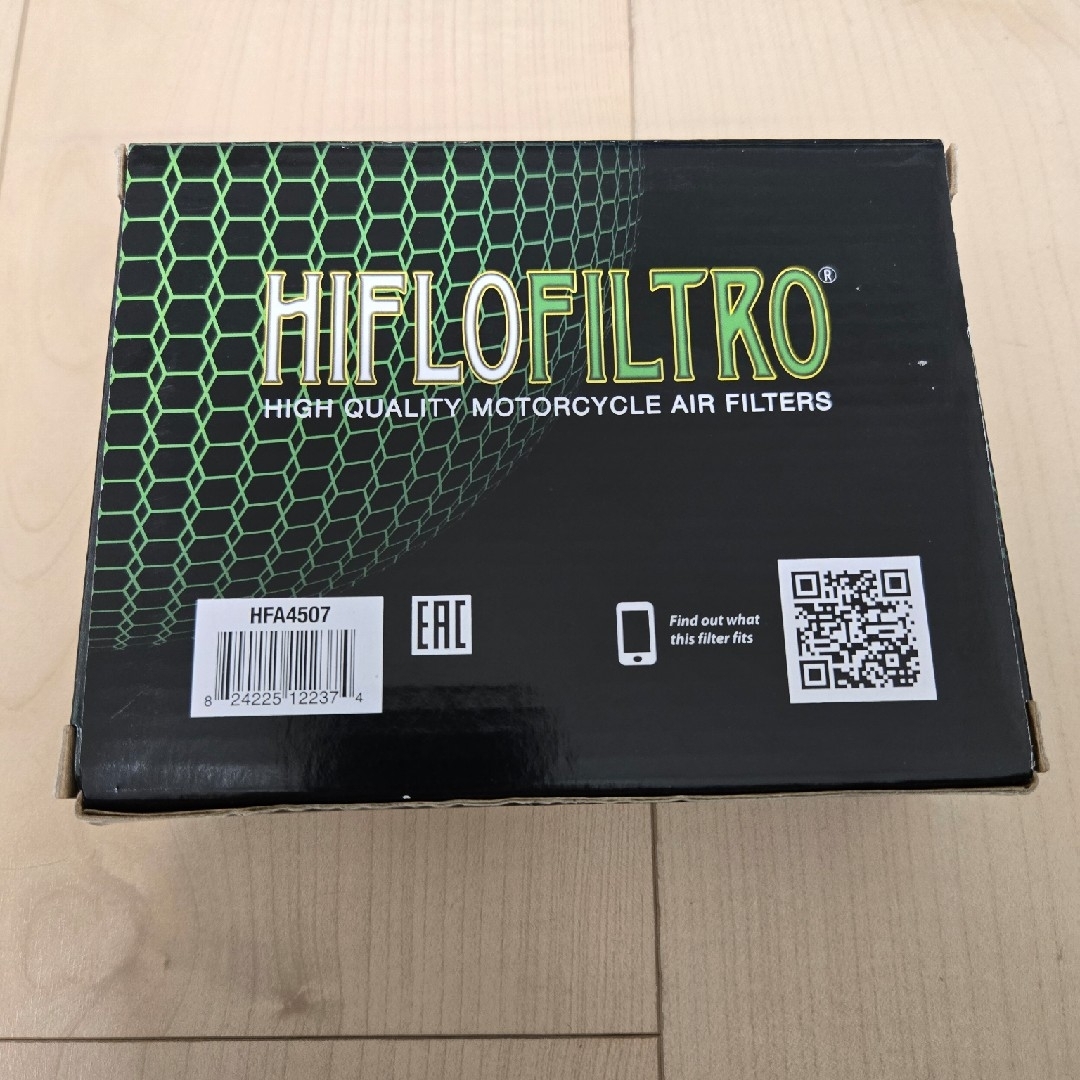 HIFLOFILTRO®
HIGH QUALITY MOTORCYCLE AIR FILTERS
HFA4507
8 24225 12237 4
EAC
Find out what
this filter fits